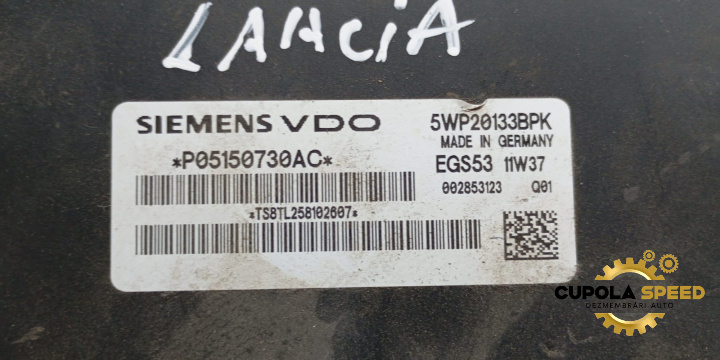 LANCIA
SIEMENS VDO
5WP20133BPK
MADE IN GERMANY
*P05150730AC*
EGS53 11W37
002853123 Q01
*TS8TL258102607*
CUPOLA SPEED
DEZMEMBRĂRI AUTO